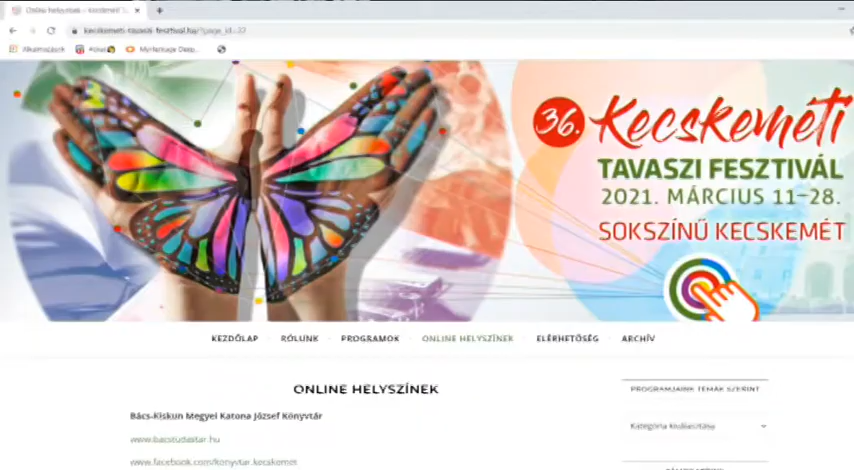 Online helyszínek – Kecskeméti
kecskemeti-tavaszi-fesztival.hu/?page_id=37
Alkalmazások
36. Kecskeméti
TAVASZI FESZTIVÁL
2021. MÁRCIUS 11–28.
SOKSZÍNŰ KECSKEMÉT
KEZDŐLAP RÓLUNK PROGRAMOK ONLINE HELYSZÍNEK ELÉRHETŐSÉG ARCHÍV
ONLINE HELYSZÍNEK
Bács-Kiskun Megyei Katona József Könyvtár
www.bacstudastar.hu
www.facebook.com/konyvtar.kecskemet
PROGRAMJAINK TÉMÁK SZERINT
Kategória kiválasztása